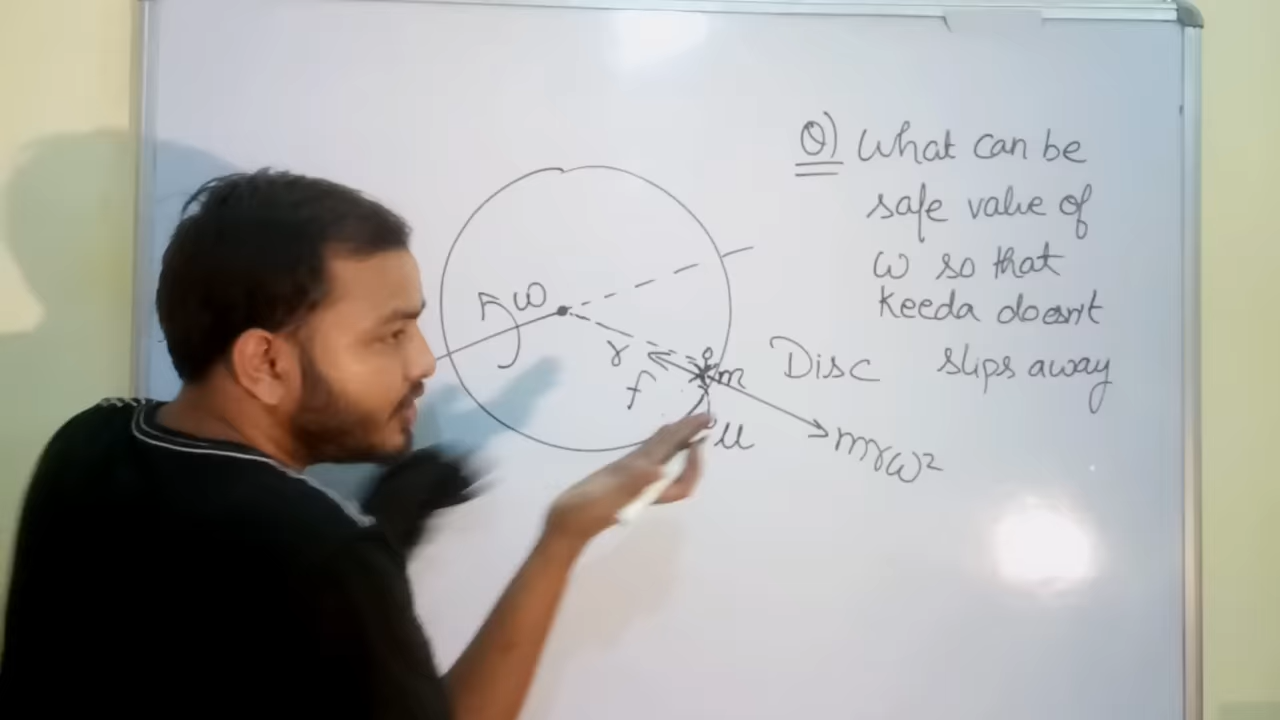 Q) What can be
safe value of
ω so that
Keeda doesn't
slips away
ω
r
f
m
Disc
μ
mrω²